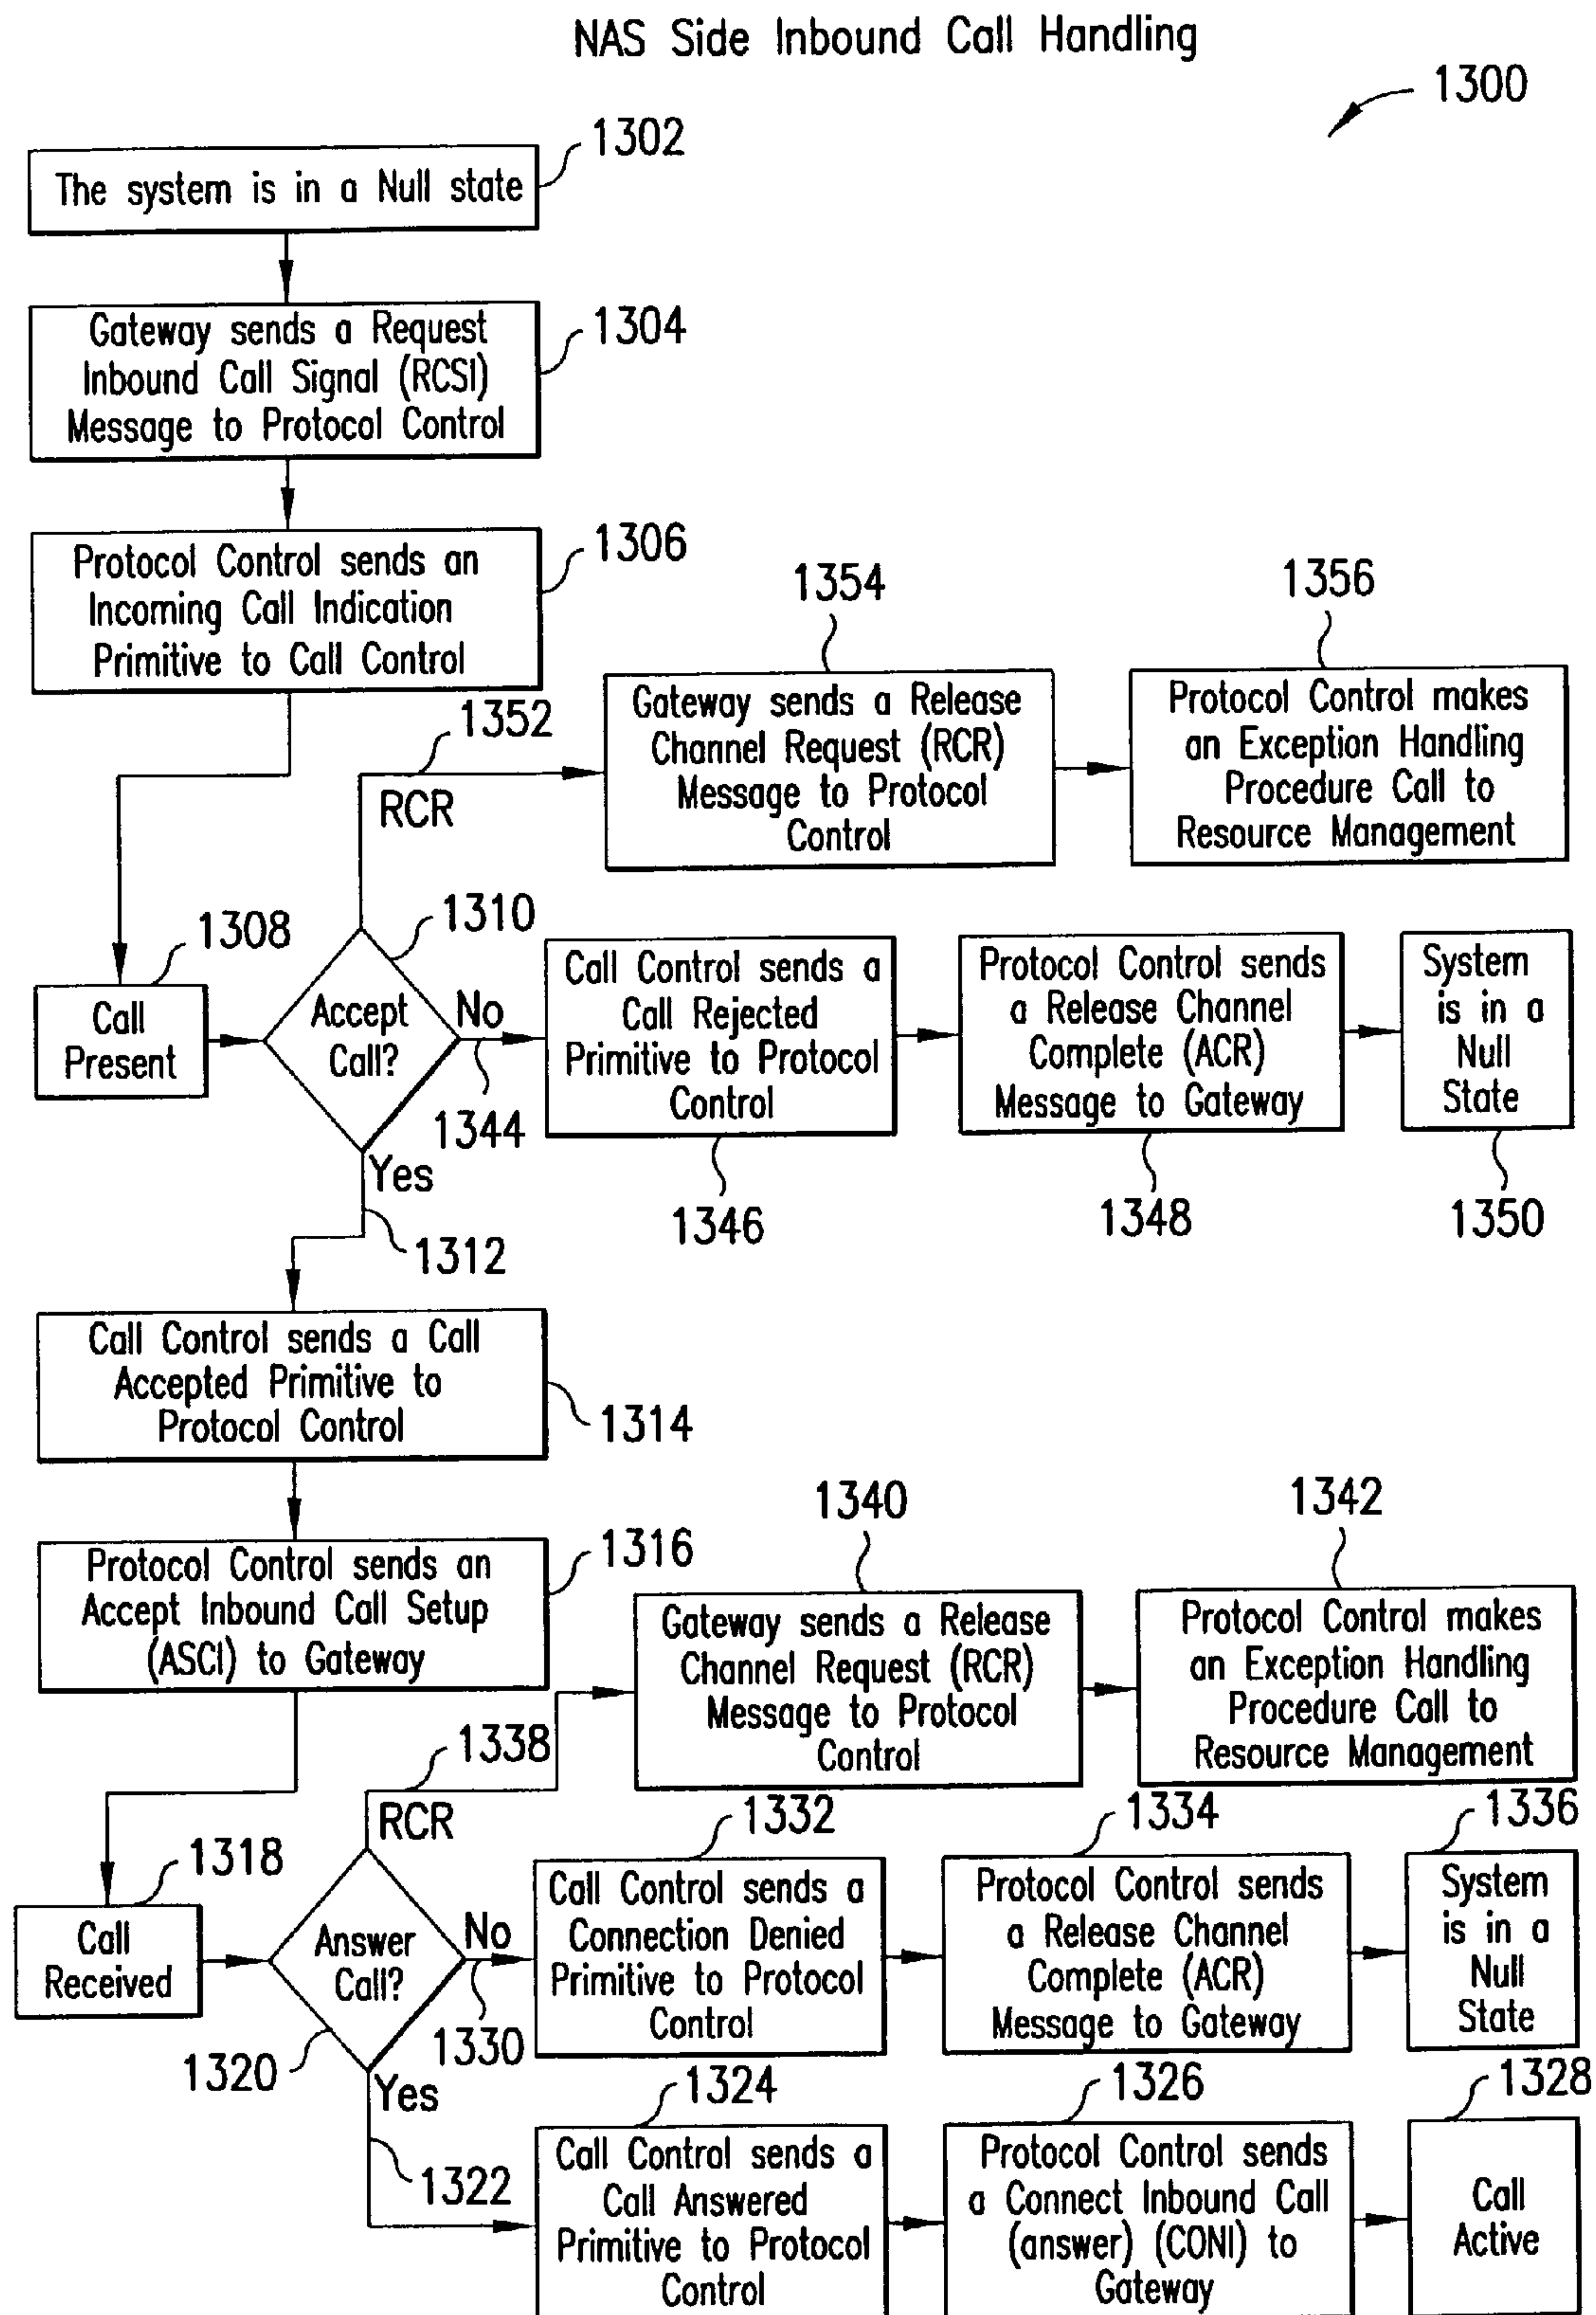 NAS Side Inbound Call Handling
1300
1302
The system is in a Null state
1304
Gateway sends a Request
Inbound Call Signal (RCSI)
Message to Protocol Control
1306
Protocol Control sends an
Incoming Call Indication
Primitive to Call Control
1354
Gateway sends a Release
Channel Request (RCR)
Message to Protocol
Control
1356
Protocol Control makes
an Exception Handling
Procedure Call to
Resource Management
1352
RCR
1308
Call
Present
1310
Accept
Call?
No
1344
Call Control sends a
Call Rejected
Primitive to Protocol
Control
1346
Protocol Control sends
a Release Channel
Complete (ACR)
Message to Gateway
1348
System
is in a
Null
State
1350
Yes
1312
Call Control sends a Call
Accepted Primitive to
Protocol Control
1314
Protocol Control sends an
Accept Inbound Call Setup
(ASCI) to Gateway
1316
1340
Gateway sends a Release
Channel Request (RCR)
Message to Protocol
Control
1342
Protocol Control makes
an Exception Handling
Procedure Call to
Resource Management
1338
RCR
1318
Call
Received
Answer
Call?
1320
No
1330
1332
Call Control sends a
Connection Denied
Primitive to Protocol
Control
1334
Protocol Control sends
a Release Channel
Complete (ACR)
Message to Gateway
1336
System
is in a
Null
State
Yes
1322
1324
Call Control sends a
Call Answered
Primitive to Protocol
Control
1326
Protocol Control sends
a Connect Inbound Call
(answer) (CONI) to
Gateway
1328
Call
Active